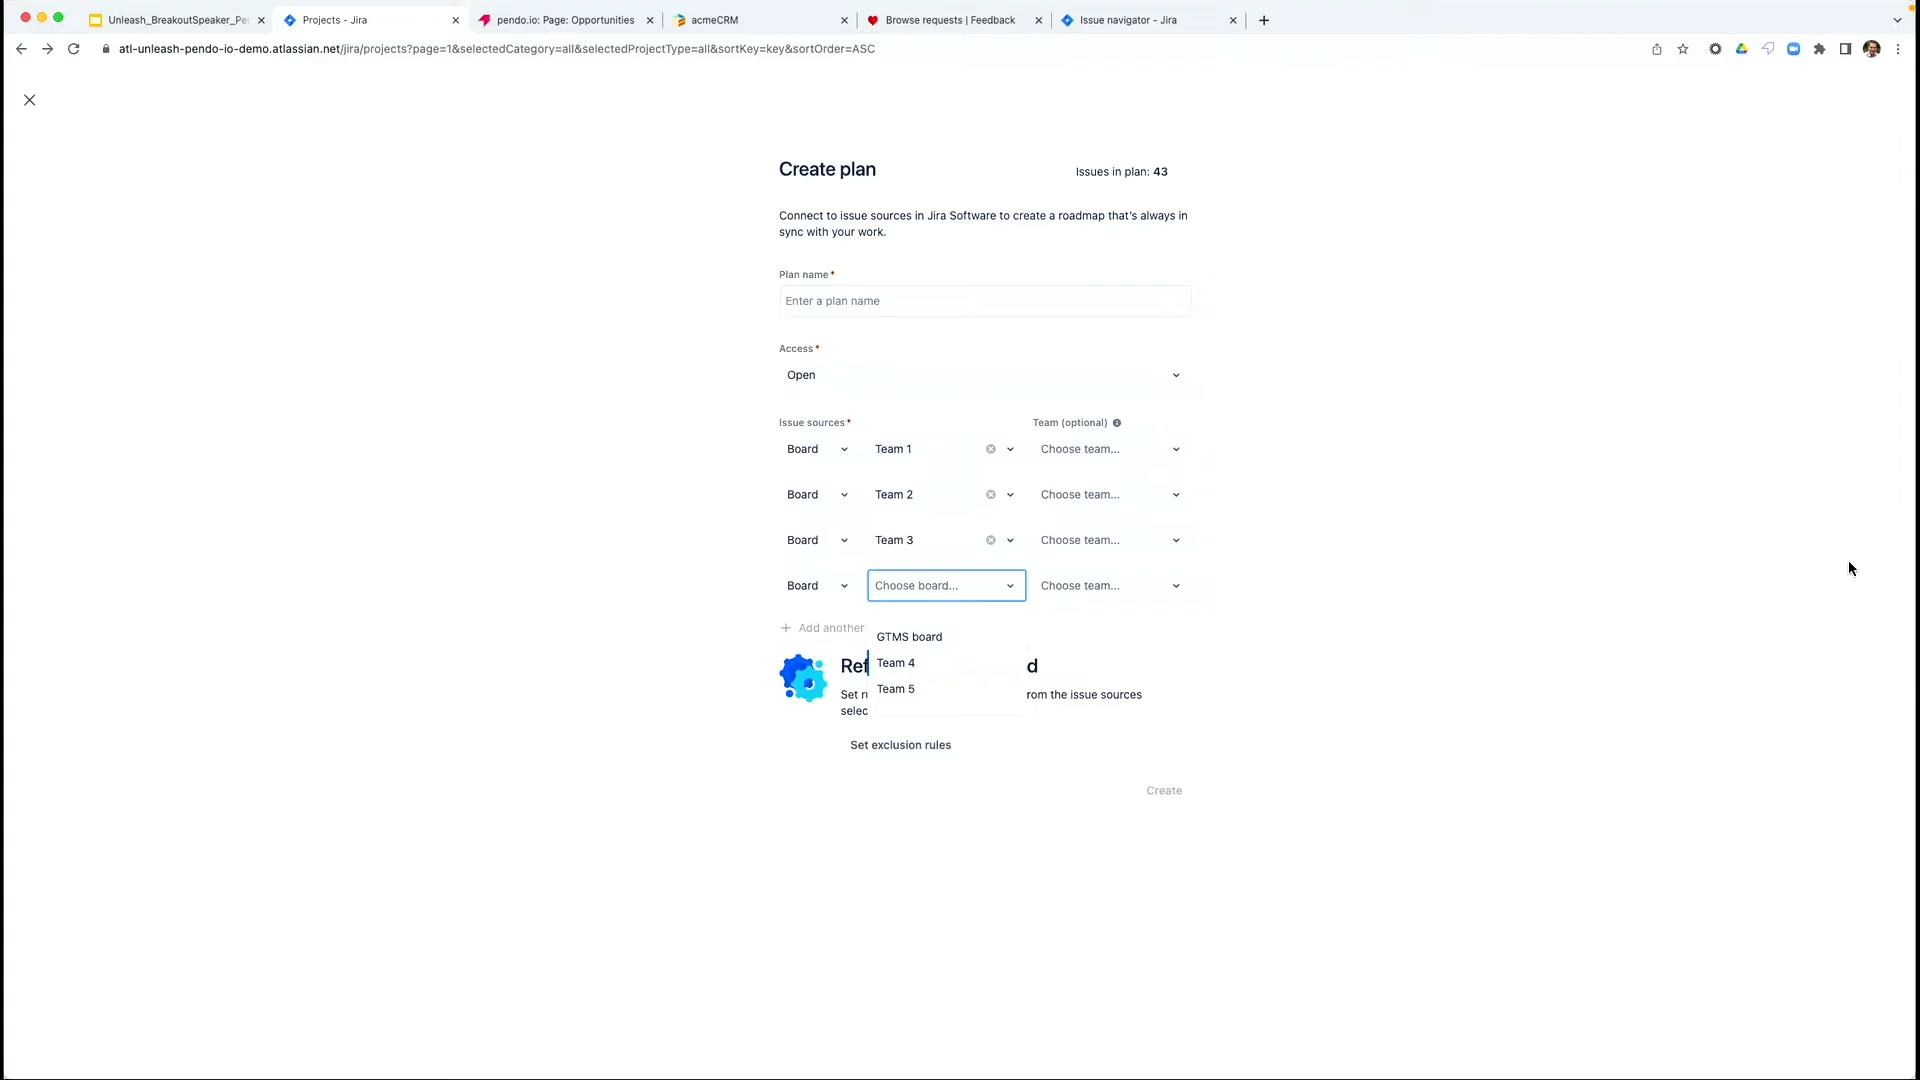 Unleash_BreakoutSpeaker_Pe
Projects - Jira
pendo.io: Page: Opportunities
acmeCRM
Browse requests | Feedback
Issue navigator - Jira
atl-unleash-pendo-io-demo.atlassian.net/jira/projects?page=1&selectedCategory=all&selectedProjectType=all&sortKey=key&sortOrder=ASC
Create plan
Issues in plan: 43
Connect to issue sources in Jira Software to create a roadmap that's always in
sync with your work.
Plan name*
Enter a plan name
Access*
Open
Issue sources*
Team (optional)
Board
Team 1
Choose team...
Board
Team 2
Choose team...
Board
Team 3
Choose team...
Board
Choose board...
Choose team...
+ Add another
GTMS board
Team 4
Team 5
Ref
d
Set ru
rom the issue sources
selec
Set exclusion rules
Create